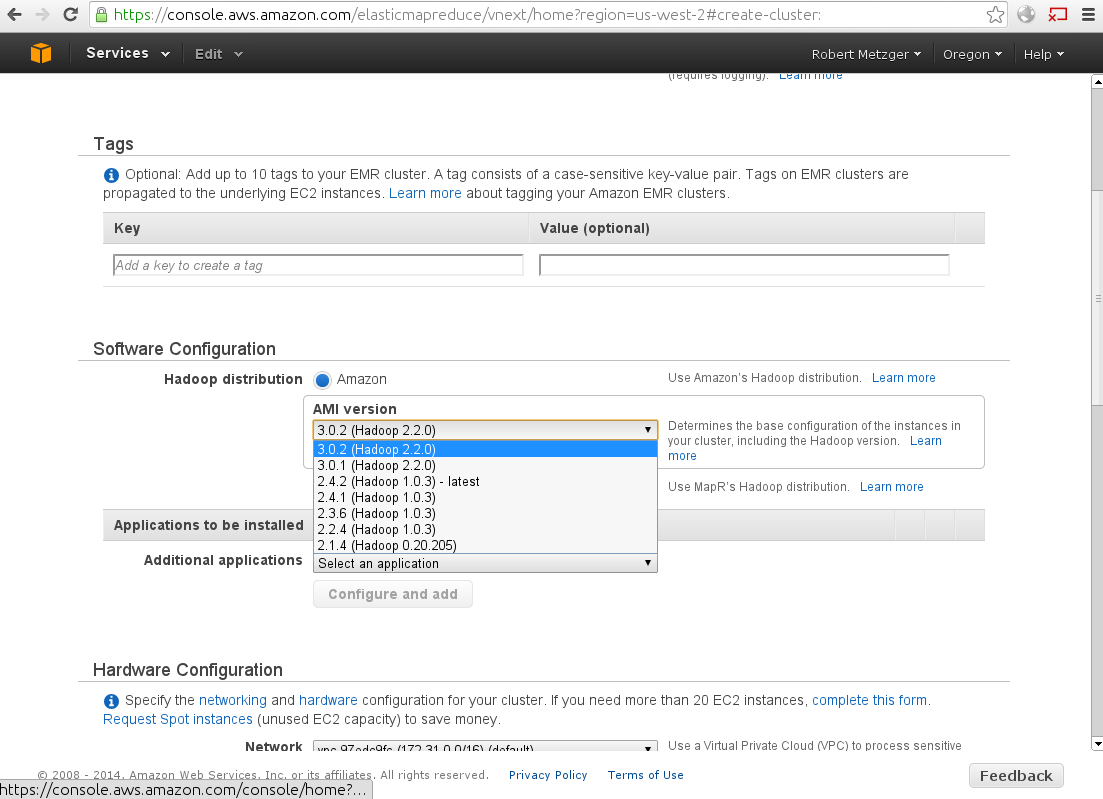 https://console.aws.amazon.com/elasticmapreduce/vnext/home?region=us-west-2#create-cluster:
Services Edit Robert Metzger Oregon Help
(requires logging). Learn more
Tags
Optional: Add up to 10 tags to your EMR cluster. A tag consists of a case-sensitive key-value pair. Tags on EMR clusters are
propagated to the underlying EC2 instances. Learn more about tagging your Amazon EMR clusters.
Key Value (optional)
Add a key to create a tag
Software Configuration
Hadoop distribution Amazon Use Amazon's Hadoop distribution. Learn more
AMI version
3.0.2 (Hadoop 2.2.0)
Determines the base configuration of the instances in
your cluster, including the Hadoop version. Learn
more
3.0.2 (Hadoop 2.2.0)
3.0.1 (Hadoop 2.2.0)
2.4.2 (Hadoop 1.0.3) - latest
2.4.1 (Hadoop 1.0.3)
2.3.6 (Hadoop 1.0.3)
2.2.4 (Hadoop 1.0.3)
2.1.4 (Hadoop 0.20.205)
Use MapR's Hadoop distribution. Learn more
Applications to be installed
Additional applications Select an application
Configure and add
Hardware Configuration
Specify the networking and hardware configuration for your cluster. If you need more than 20 EC2 instances, complete this form.
Request Spot instances (unused EC2 capacity) to save money.
Network (172.31.0.0/16) (default) Use a Virtual Private Cloud (VPC) to process sensitive
© 2008 - 2014, Amazon Web Services, Inc. or its affiliates. All rights reserved. Privacy Policy Terms of Use
Feedback
https://console.aws.amazon.com/console/home?...